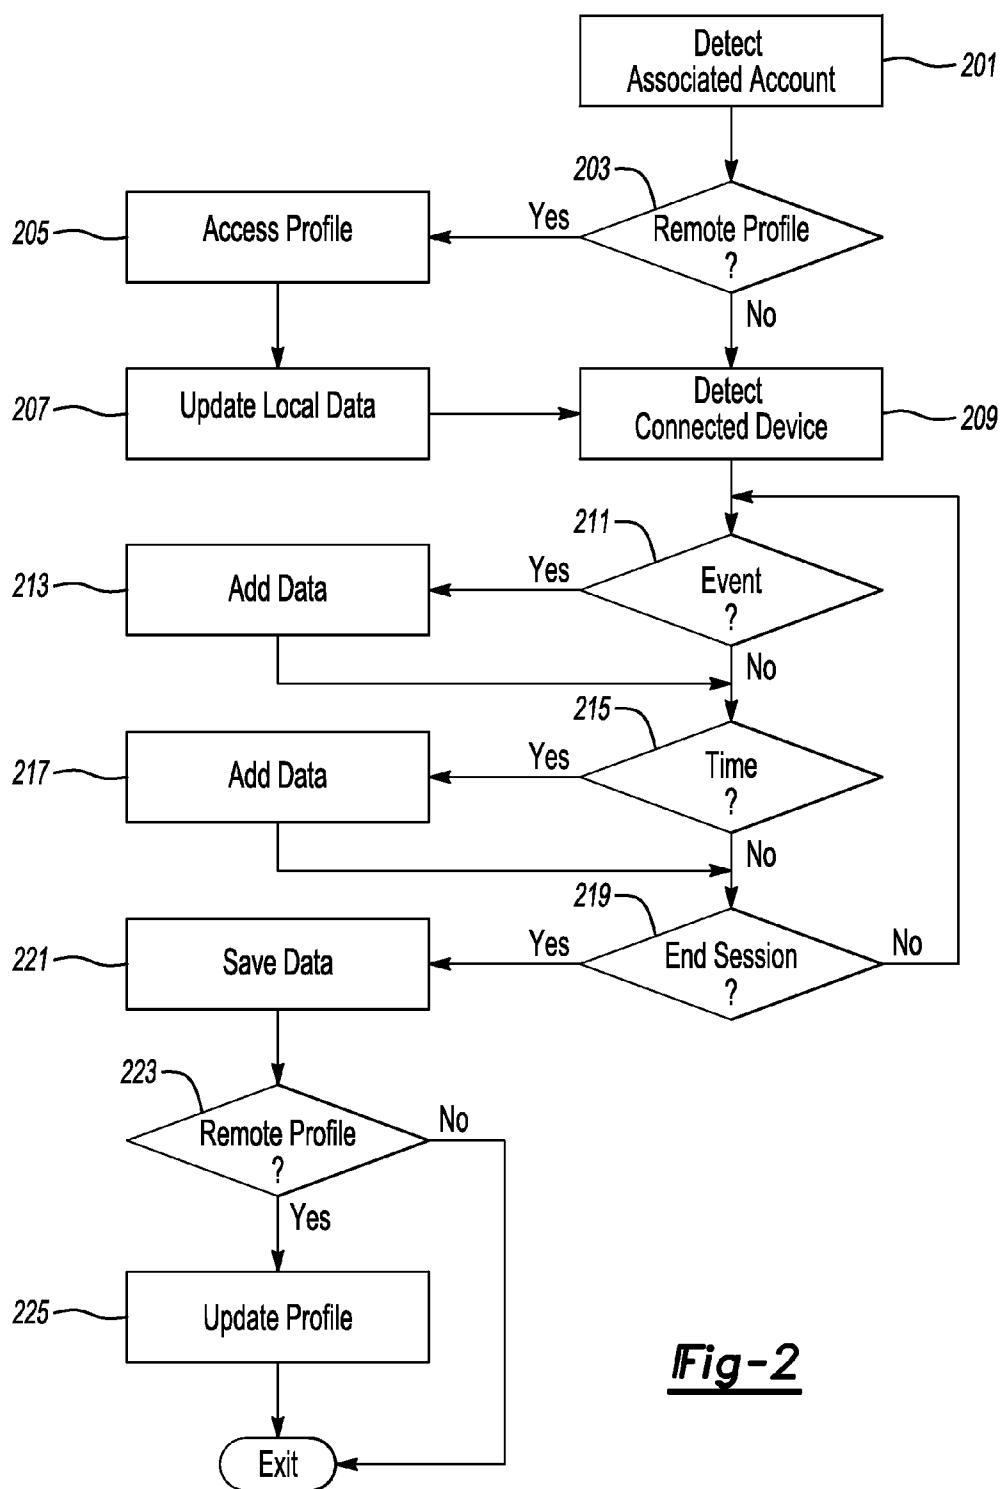 Detect
Associated Account
201
203
Remote Profile
?
Yes
No
Access Profile
205
Update Local Data
207
Detect
Connected Device
209
211
Event
?
Yes
No
Add Data
213
215
Time
?
Yes
No
Add Data
217
219
End Session
?
Yes
No
Save Data
221
223
Remote Profile
?
No
Yes
Update Profile
225
Exit
Fig-2